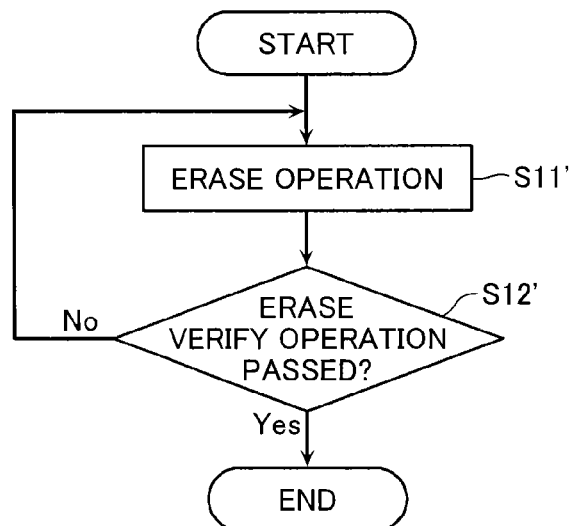 START
ERASE OPERATION
S11'
S12'
ERASE
VERIFY OPERATION
PASSED?
No
Yes
END